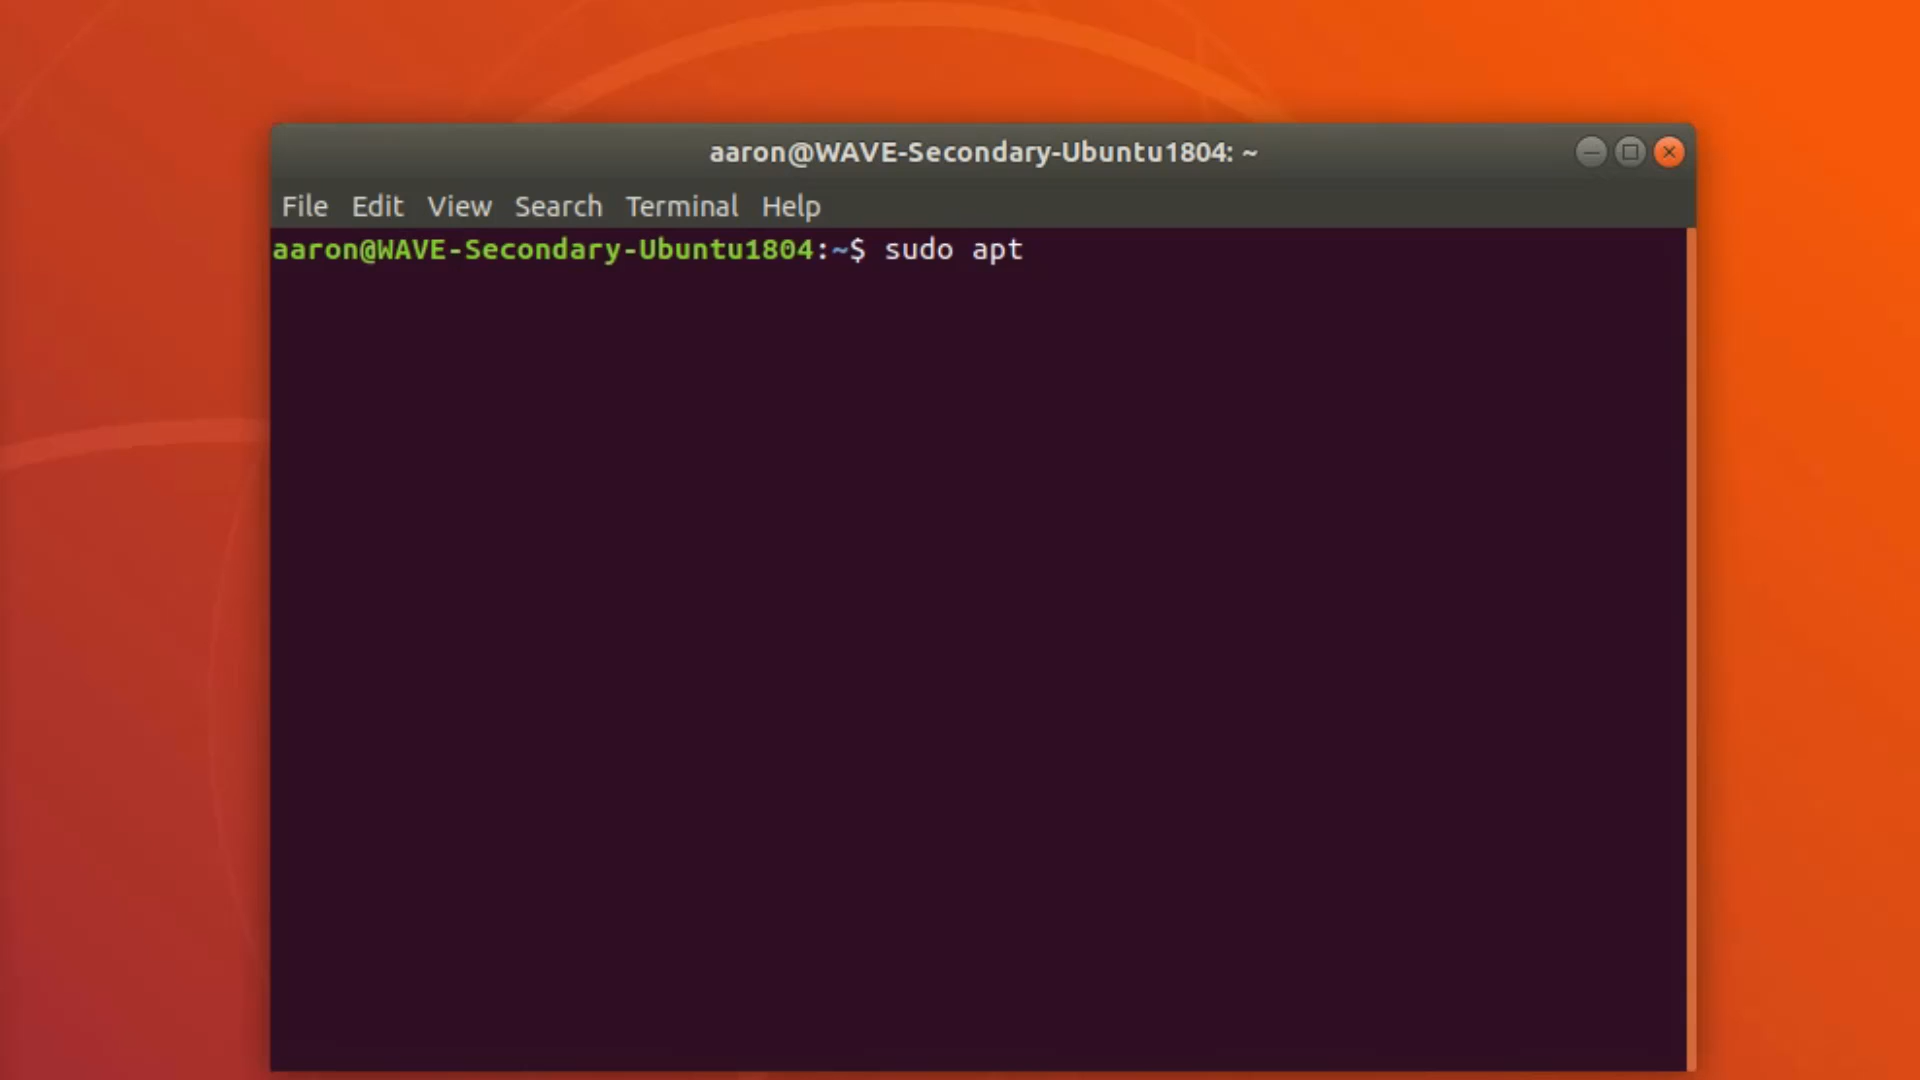 aaron@WAVE-Secondary-Ubuntu1804: ~
File Edit View Search Terminal Help
aaron@WAVE-Secondary-Ubuntu1804:~$ sudo apt